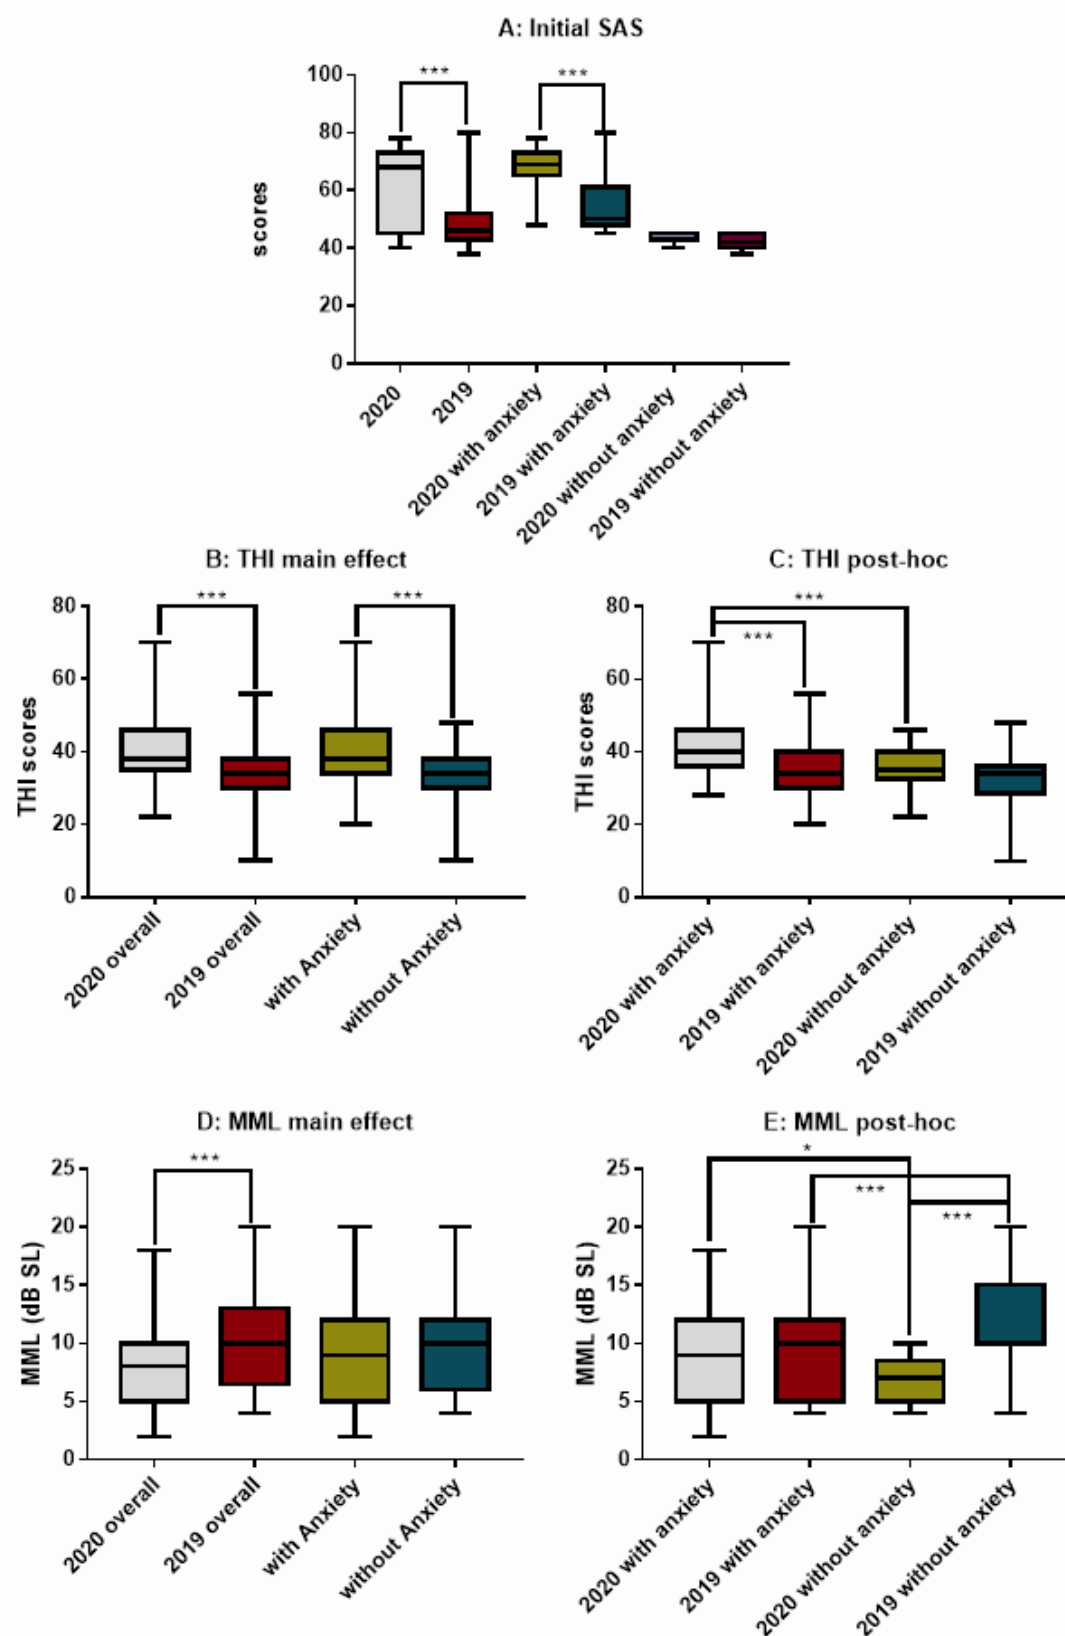 A: Initial SAS
*** ***
100
80
60
40
20
0
scores
2020
2019
2020 with anxiety
2019 with anxiety
2020 without anxiety
2019 without anxiety
B: THI main effect
*** ***
80
60
40
20
0
THI scores
2020 overall
2019 overall
with Anxiety
without Anxiety
C: THI post-hoc
***
***
80
60
40
20
0
THI scores
2020 with anxiety
2019 with anxiety
2020 without anxiety
2019 without anxiety
D: MML main effect
***
25
20
15
10
5
0
MML (dB SL)
2020 overall
2019 overall
with Anxiety
without Anxiety
E: MML post-hoc
*
***
***
25
20
15
10
5
0
MML (dB SL)
2020 with anxiety
2019 with anxiety
2020 without anxiety
2019 without anxiety